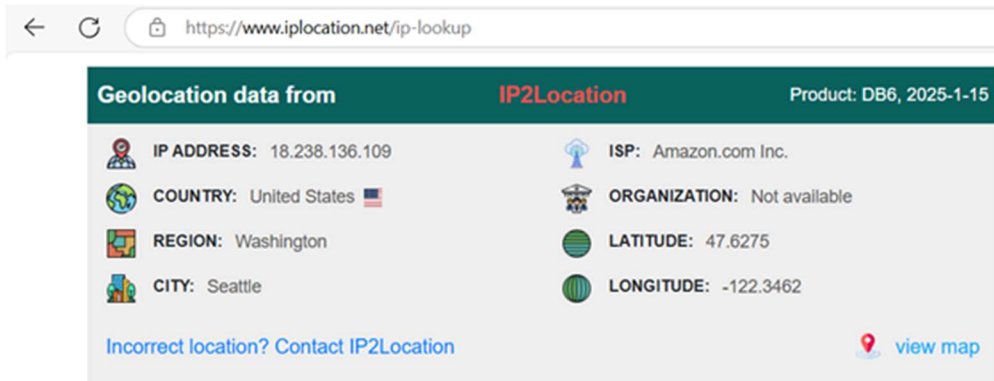 https://www.iplocation.net/ip-lookup
Geolocation data from IP2Location Product: DB6, 2025-1-15
IP ADDRESS: 18.238.136.109 ISP: Amazon.com Inc.
COUNTRY: United States ORGANIZATION: Not available
REGION: Washington LATITUDE: 47.6275
CITY: Seattle LONGITUDE: -122.3462
Incorrect location? Contact IP2Location view map